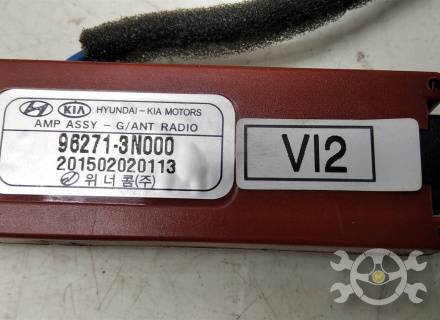 KIA HYUNDAI-KIA MOTORS
AMP ASSY - G/ANT RADIO
96271-3N000
201502020113
위너콤(주)
VI2